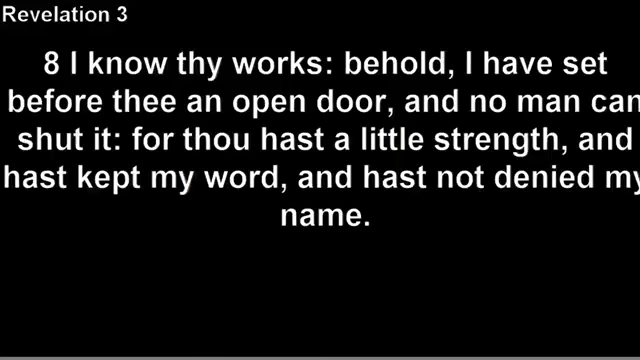 Revelation 3
8 I know thy works: behold, I have set
before thee an open door, and no man can
shut it: for thou hast a little strength, and
hast kept my word, and hast not denied my
name.